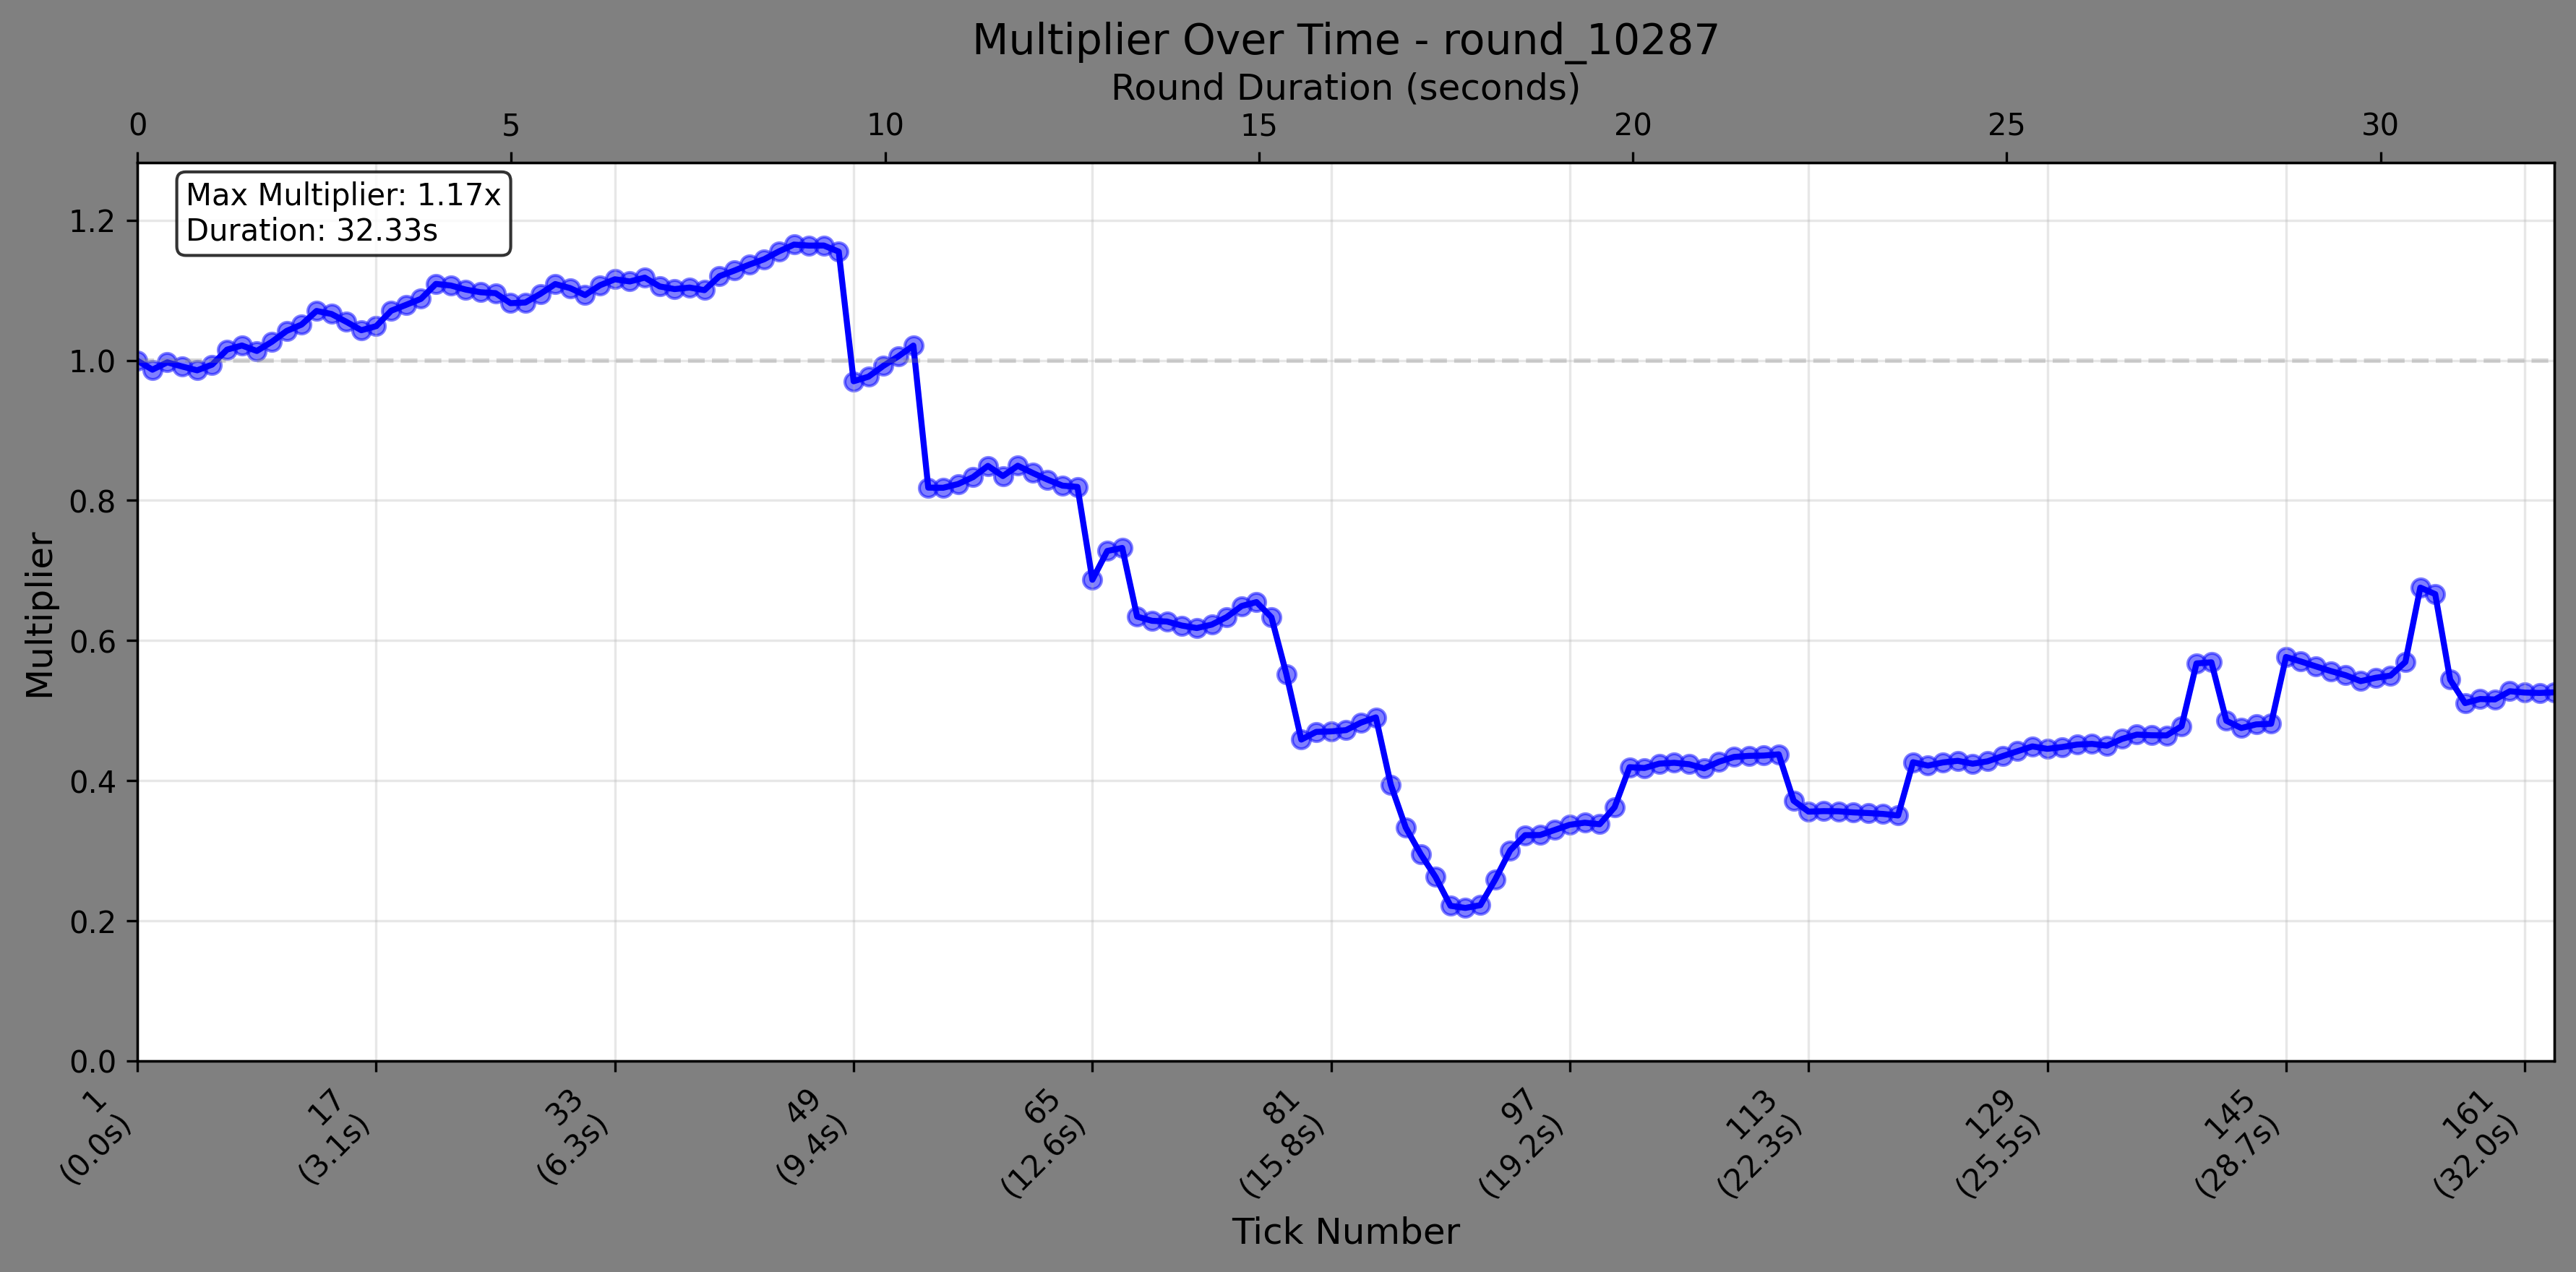 Multiplier Over Time - round_10287
Round Duration (seconds)
0 5 10 15 20 25 30
Max Multiplier: 1.17x
Duration: 32.33s
Multiplier
1.2
1.0
0.8
0.6
0.4
0.2
0.0
1
(0.0s)
17
(3.1s)
33
(6.3s)
49
(9.4s)
65
(12.6s)
81
(15.8s)
97
(19.2s)
113
(22.3s)
129
(25.5s)
145
(28.7s)
161
(32.0s)
Tick Number